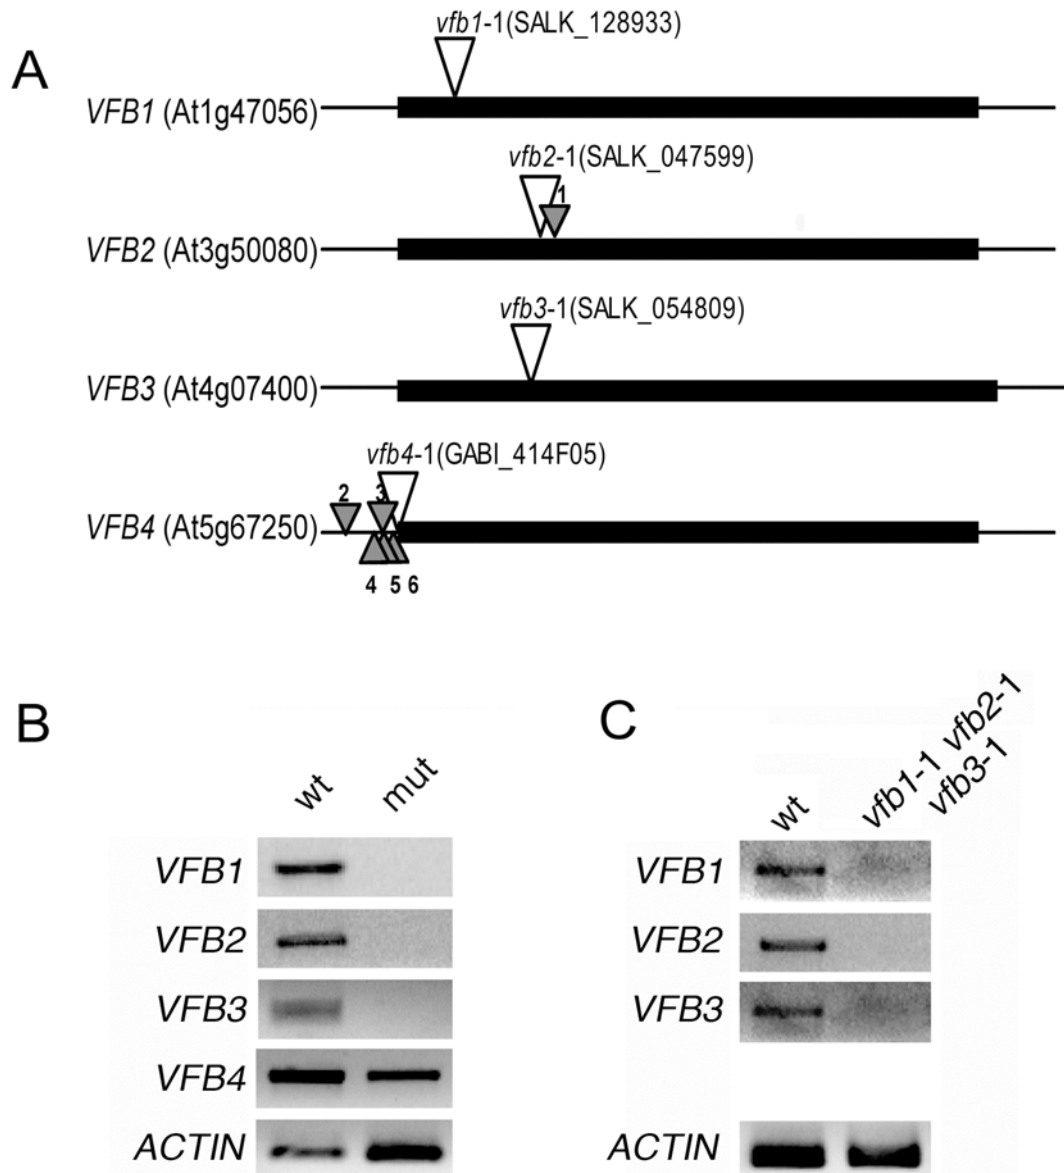 A
vfb1-1(SALK_128933)
VFB1 (At1g47056)
vfb2-1(SALK_047599)
1
VFB2 (At3g50080)
vfb3-1(SALK_054809)
VFB3 (At4g07400)
vfb4-1(GABI_414F05)
2 3
VFB4 (At5g67250)
4 5 6
B
wt mut
VFB1
VFB2
VFB3
VFB4
ACTIN
C
wt vfb1-1 vfb2-1
vfb3-1
VFB1
VFB2
VFB3
ACTIN